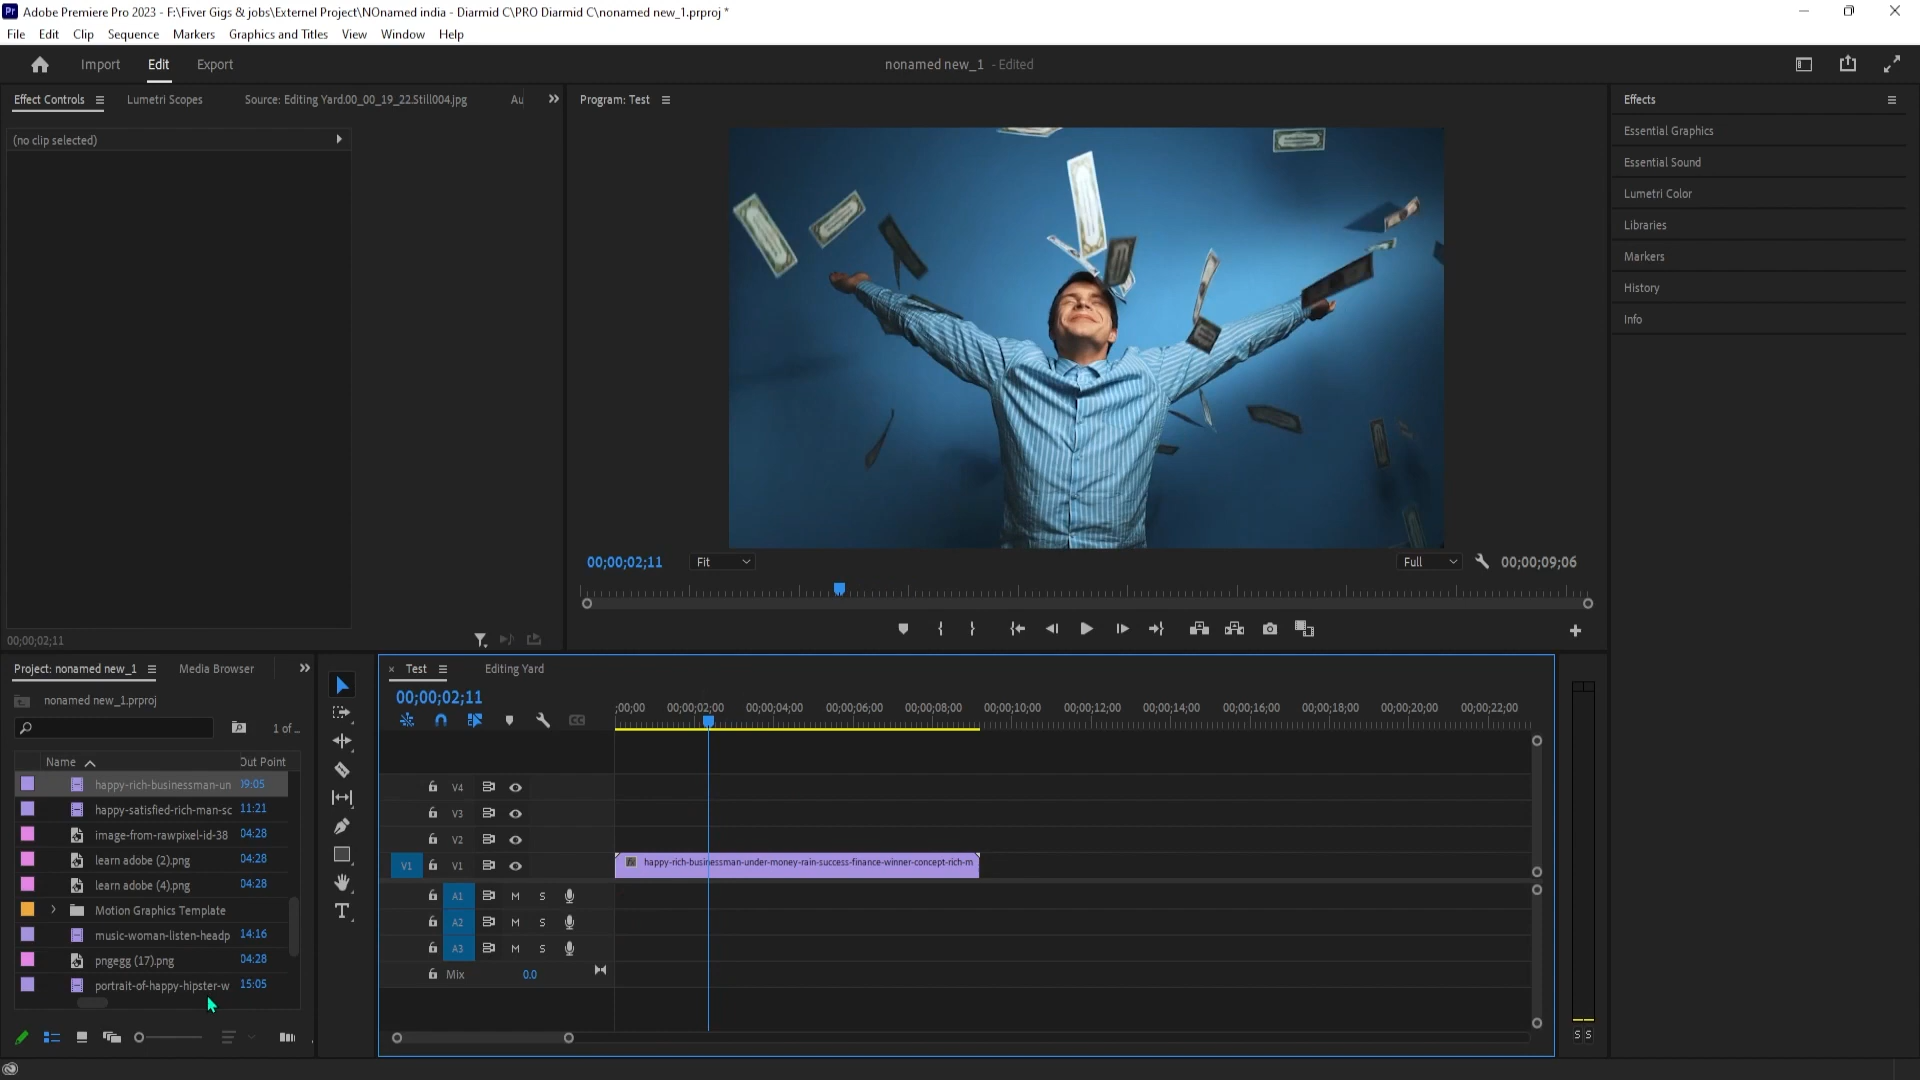 Pr Adobe Premiere Pro 2023 - F:\Fiver Gigs & jobs\Externel Project\NOnamed india - Diarmid C\PRO Diarmid C\nonamed new_1.prproj *
File Edit Clip Sequence Markers Graphics and Titles View Window Help
Import Edit Export
nonamed new_1 - Edited
Effect Controls Lumetri Scopes Source: Editing Yard.00_00_19_22.Still004.jpg Au
Program: Test
Effects
(no clip selected)
Essential Graphics
Essential Sound
Lumetri Color
Libraries
Markers
History
Info
00;00;02;11 Fit Full 00;00;09;06
00;00;02;11
Project: nonamed new_1 Media Browser
Test Editing Yard
nonamed new_1.prproj
1 of ...
00;00;02;11
;00;00 00;00;02;00 00;00;04;00 00;00;06;00 00;00;08;00 00;00;10;00 00;00;12;00 00;00;14;00 00;00;16;00 00;00;18;00 00;00;20;00 00;00;22;00
CC
Name Out Point
happy-rich-businessman-un 09:05
happy-satisfied-rich-man-sc 11:21
image-from-rawpixel-id-38 04:28
learn adobe (2).png 04:28
learn adobe (4).png 04:28
Motion Graphics Template
music-woman-listen-headp 14:16
pngegg (17).png 04:28
portrait-of-happy-hipster-w 15:05
V4
V3
V2
V1 V1 fx happy-rich-businessman-under-money-rain-success-finance-winner-concept-rich-m
A1 M S
A2 M S
A3 M S
Mix 0.0
T
S S